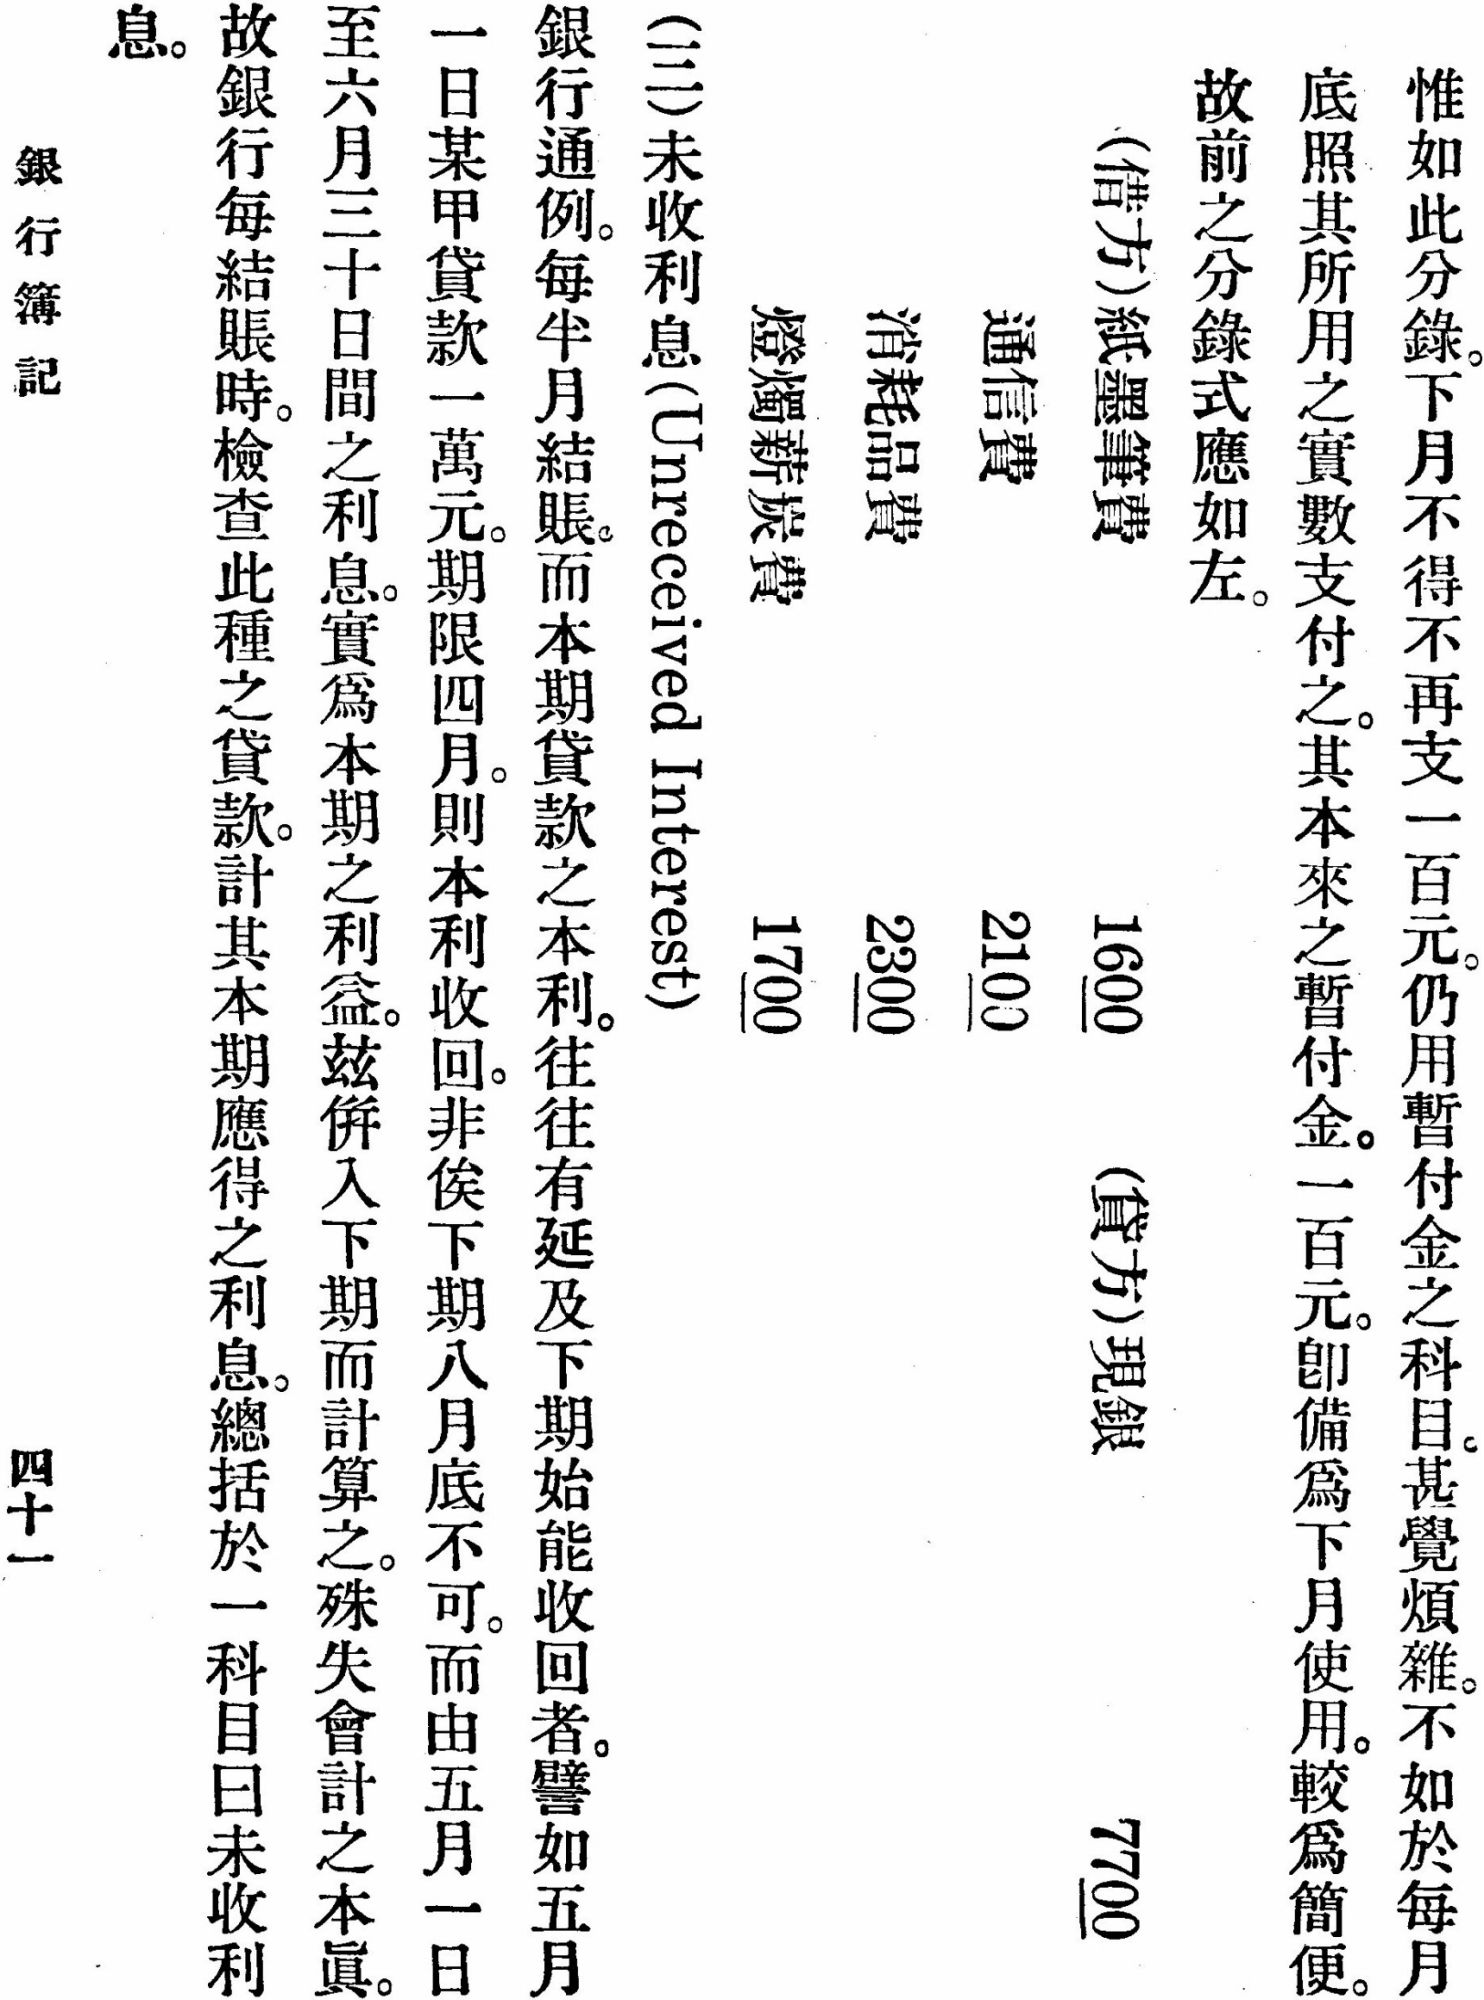 惟如此分錄。下月不得不再支一百元。仍用暫付金之科目。甚覺煩雜。不如於每月
底照其所用之實數支付之。其本來之暫付金。一百元。卽備爲下月使用。較爲簡便。
故前之分錄式應如左。
(借方)紙墨筆費 1600 (貸方)現銀 7700
通信費 2100
消耗品費 2300
燈燭薪炭費 1700
(二)未收利息(Unreceived Interest)
銀行通例。每半月結賬。而本期貸款之本利。往往有延及下期始能收回者。譬如五月
一日某甲貸款一萬元。期限四月。則本利收回。非俟下期八月底不可。而由五月一日
至六月三十日間之利息。實爲本期之利益。玆倂入下期而計算之。殊失會計之本眞。
故銀行每結賬時。檢查此種之貸款。計其本期應得之利息。總括於一科目曰未收利
息。
銀行簿記
四十一